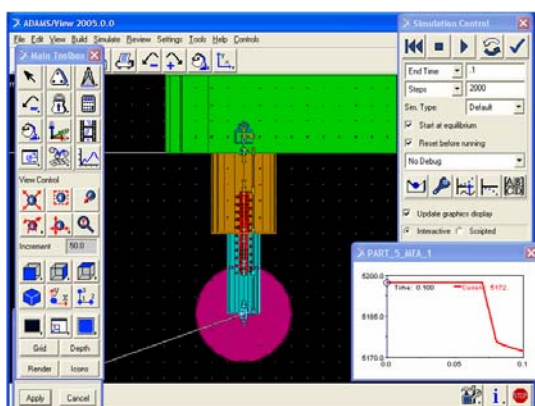 ADAMS/View 2005.0.0
File Edit View Build Simulate Review Settings Tools Help Controls
Main Toolbox
View Control
Increment 50.0
Grid Depth
Render Icons
Apply Cancel
Simulation Control
End Time .1
Steps 2000
Sim. Type: Default
Start at equilibrium
Reset before running
No Debug
Update graphics display
Interactive Scripted
PART_5_MEA_1
5200.0
Time: 0.100 Current 5172.
5185.0
5170.0
0.0 0.05 0.1
STOP